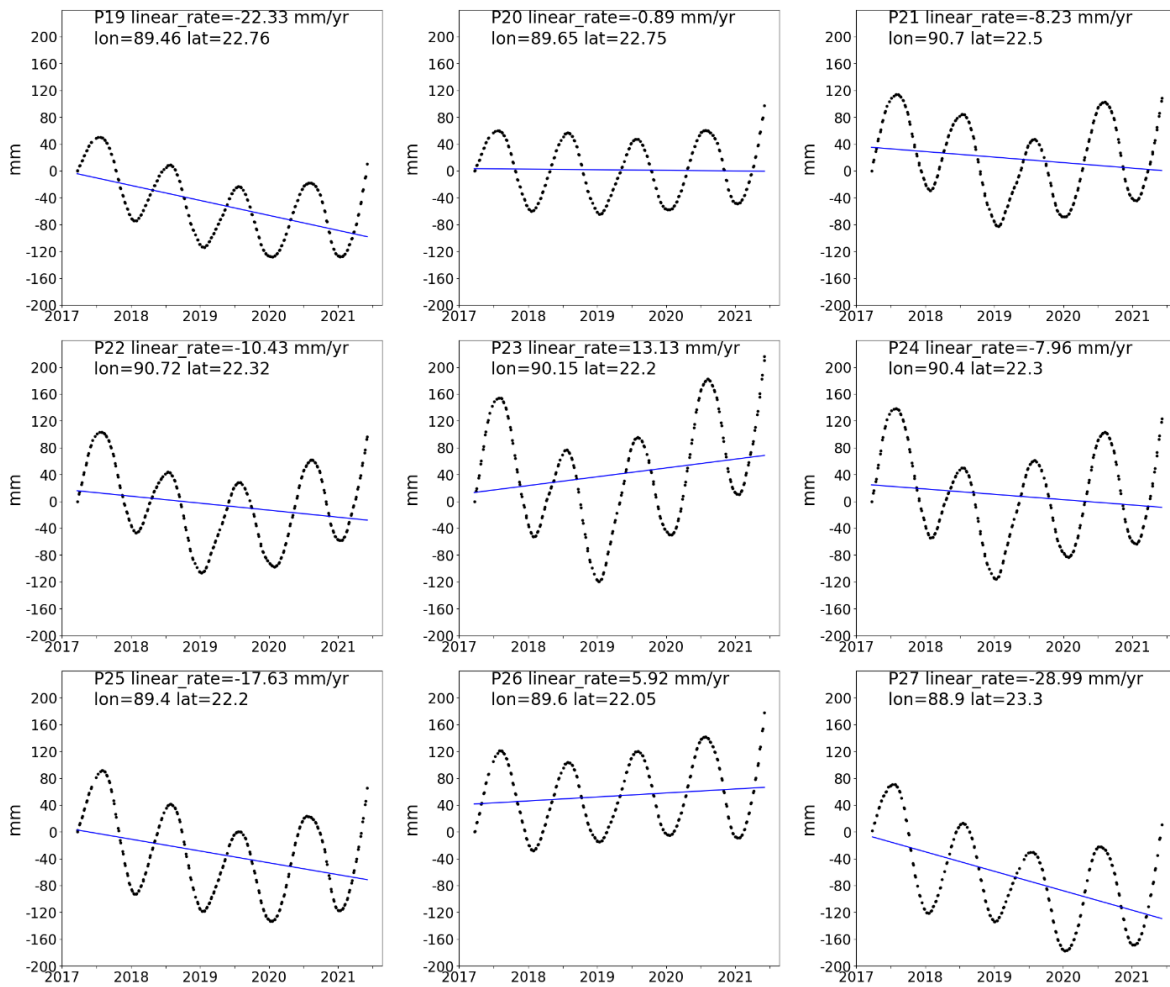 P19 linear_rate=-22.33 mm/yr
lon=89.46 lat=22.76
200
160
120
80
40
0
-40
-80
-120
-160
-200
mm
2017 2018 2019 2020 2021
P20 linear_rate=-0.89 mm/yr
lon=89.65 lat=22.75
200
160
120
80
40
0
-40
-80
-120
-160
-200
mm
2017 2018 2019 2020 2021
P21 linear_rate=-8.23 mm/yr
lon=90.7 lat=22.5
200
160
120
80
40
0
-40
-80
-120
-160
-200
mm
2017 2018 2019 2020 2021
P22 linear_rate=-10.43 mm/yr
lon=90.72 lat=22.32
200
160
120
80
40
0
-40
-80
-120
-160
-200
mm
2017 2018 2019 2020 2021
P23 linear_rate=13.13 mm/yr
lon=90.15 lat=22.2
200
160
120
80
40
0
-40
-80
-120
-160
-200
mm
2017 2018 2019 2020 2021
P24 linear_rate=-7.96 mm/yr
lon=90.4 lat=22.3
200
160
120
80
40
0
-40
-80
-120
-160
-200
mm
2017 2018 2019 2020 2021
P25 linear_rate=-17.63 mm/yr
lon=89.4 lat=22.2
200
160
120
80
40
0
-40
-80
-120
-160
-200
mm
2017 2018 2019 2020 2021
P26 linear_rate=5.92 mm/yr
lon=89.6 lat=22.05
200
160
120
80
40
0
-40
-80
-120
-160
-200
mm
2017 2018 2019 2020 2021
P27 linear_rate=-28.99 mm/yr
lon=88.9 lat=23.3
200
160
120
80
40
0
-40
-80
-120
-160
-200
mm
2017 2018 2019 2020 2021